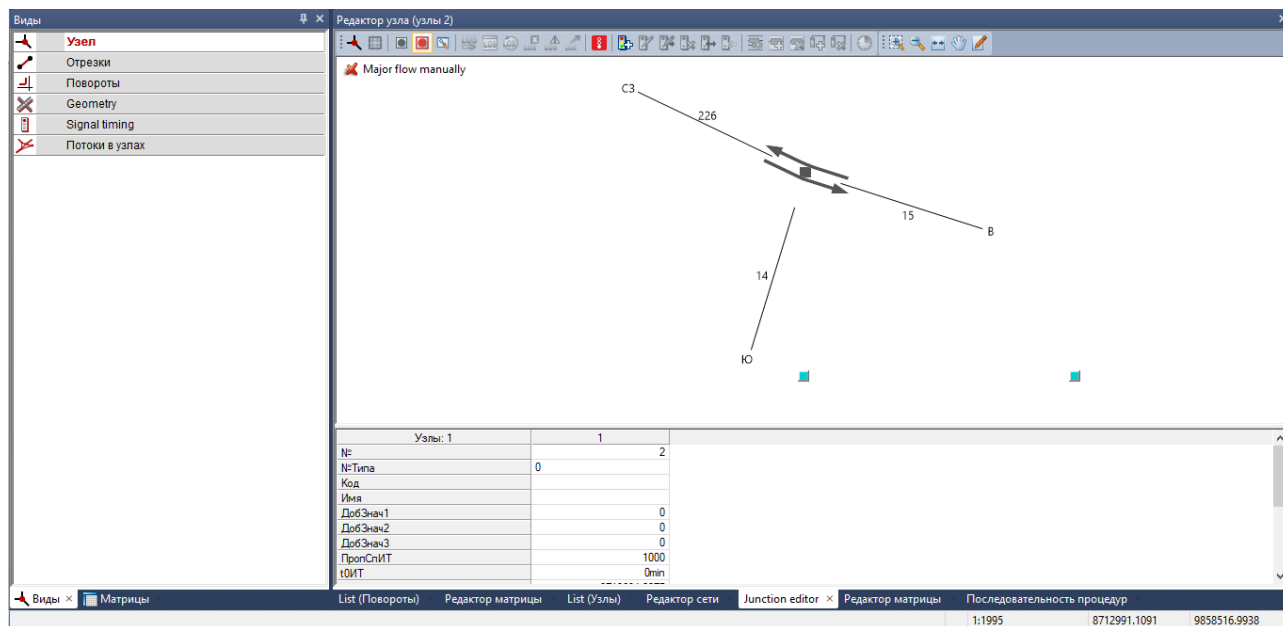 Виды
Узел
Отрезки
Повороты
Geometry
Signal timing
Потоки в узлах
Редактор узла (узлы 2)
Major flow manually
СЗ
226
15
В
14
Ю
Узлы: 1 1
№ 2
№Типа 0
Код
Имя
ДобЗнач1 0
ДобЗнач2 0
ДобЗнач3 0
ПропСпИТ 1000
t0ИТ 0min
Виды Матрицы List (Повороты) Редактор матрицы List (Узлы) Редактор сети Junction editor Редактор матрицы Последовательность процедур
1:1995 8712991.1091 9858516.9938